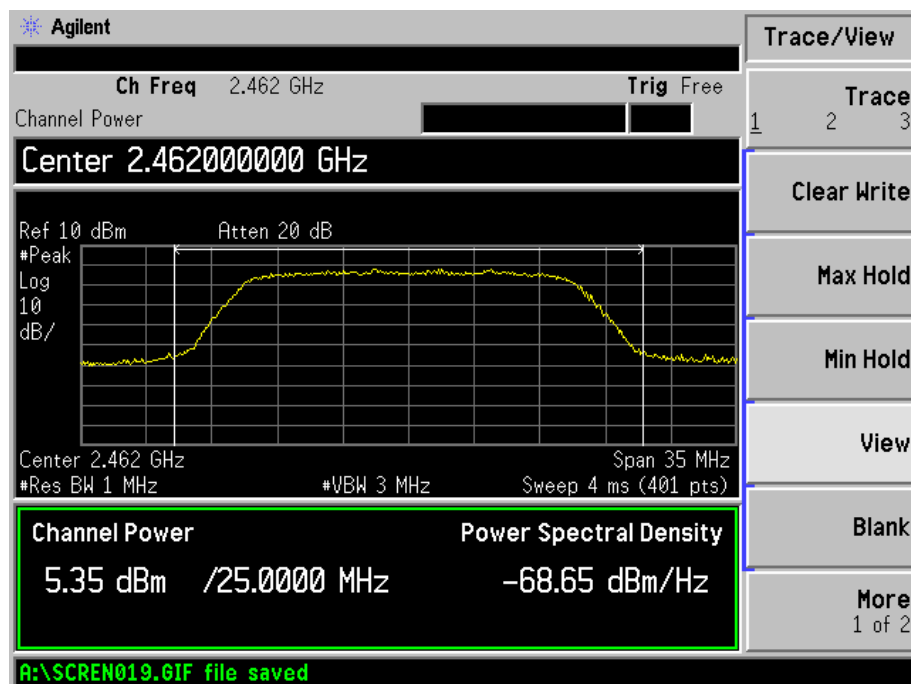 Agilent
Ch Freq 2.462 GHz Trig Free
Channel Power
Center 2.462000000 GHz
Ref 10 dBm Atten 20 dB
#Peak
Log
10
dB/
Center 2.462 GHz Span 35 MHz
#Res BW 1 MHz #VBW 3 MHz Sweep 4 ms (401 pts)
Channel Power Power Spectral Density
5.35 dBm /25.0000 MHz -68.65 dBm/Hz
A:\SCREN019.GIF file saved
Trace/View
Trace
1 2 3
Clear Write
Max Hold
Min Hold
View
Blank
More
1 of 2